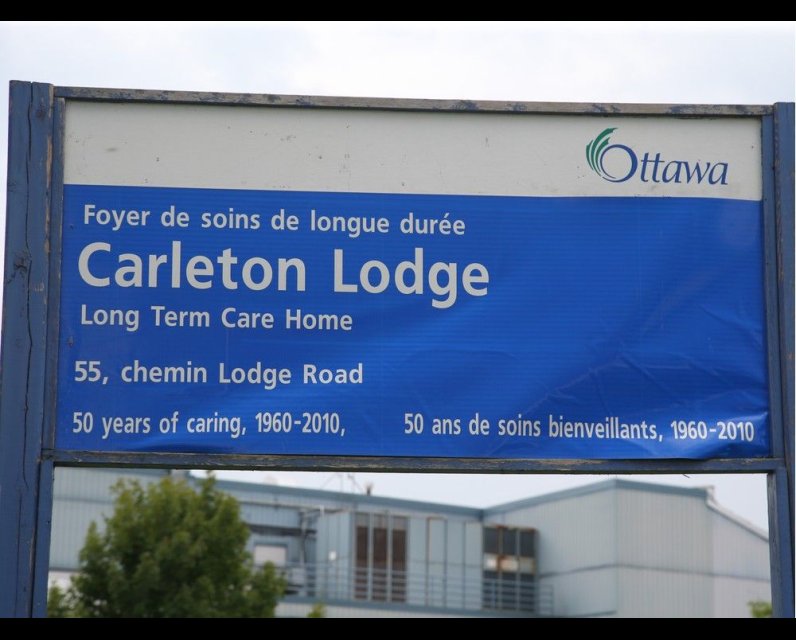 Ottawa
Foyer de soins de longue durée
Carleton Lodge
Long Term Care Home
55, chemin Lodge Road
50 years of caring, 1960-2010,
50 ans de soins bienveillants, 1960-2010